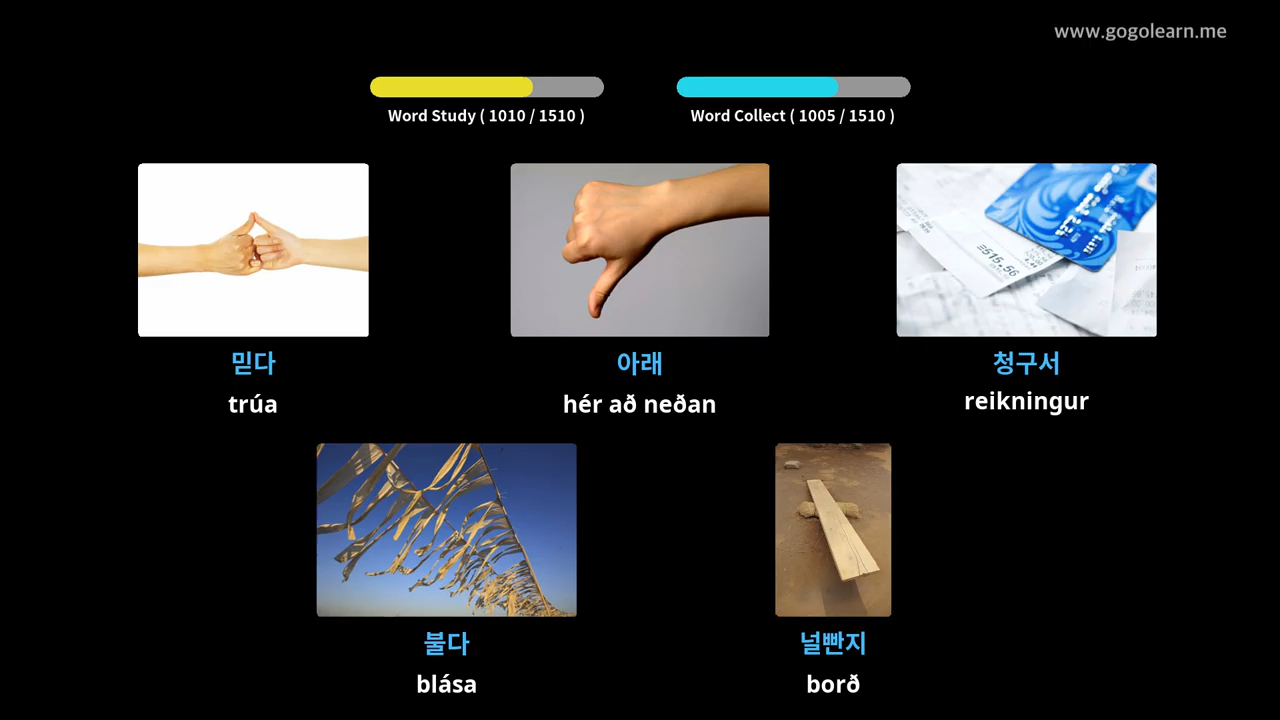 www.gogolearn.me
Word Study ( 1010 / 1510 )
Word Collect ( 1005 / 1510 )
믿다
아래
청구서
trúa
hér að neðan
reikningur
불다
널빤지
blása
borð